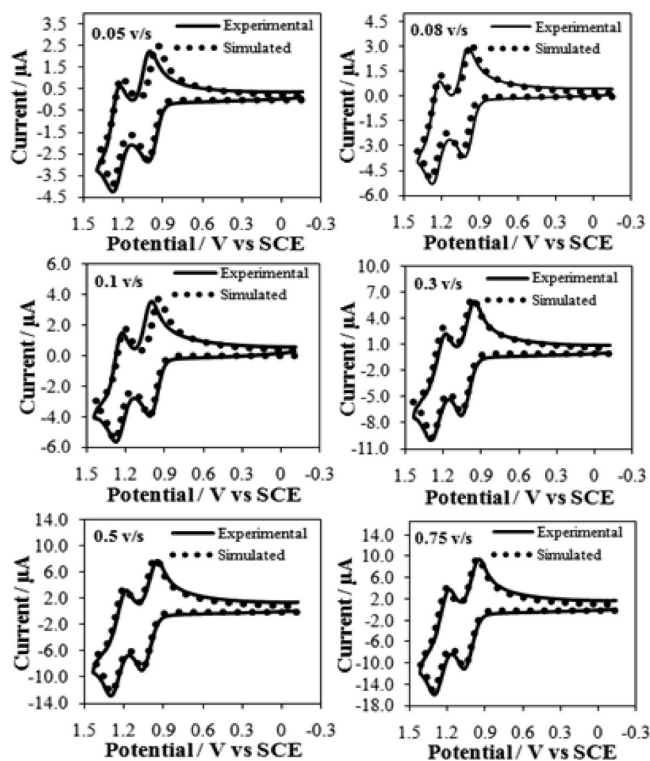 0.05 v/s
Experimental
Simulated
3.5
2.5
1.5
0.5
-0.5
-1.5
-2.5
-3.5
-4.5
Current / µA
1.5 1.2 0.9 0.6 0.3 0 -0.3
Potential / V vs SCE
0.08 v/s
Experimental
Simulated
5.0
3.0
1.0
0.0
-2.0
-4.0
-6.0
Current / µA
1.5 1.2 0.9 0.6 0.3 0 -0.3
Potential / V vs SCE
0.1 v/s
Experimental
Simulated
6.0
4.0
2.0
0.0
-2.0
-4.0
-6.0
Current / µA
1.5 1.2 0.9 0.6 0.3 0 -0.3
Potential / V vs SCE
0.3 v/s
Experimental
Simulated
10.0
7.0
4.0
1.0
-2.0
-5.0
-8.0
-11.0
Current / µA
1.5 1.2 0.9 0.6 0.3 0 -0.3
Potential / V vs SCE
0.5 v/s
Experimental
Simulated
14.0
10.0
6.0
2.0
-2.0
-6.0
-10.0
-14.0
Current / µA
1.5 1.2 0.9 0.6 0.3 0 -0.3
Potential / V vs SCE
0.75 v/s
Experimental
Simulated
14.0
10.0
6.0
2.0
-2.0
-6.0
-10.0
-14.0
-18.0
Current / µA
1.5 1.2 0.9 0.6 0.3 0 -0.3
Potential / V vs SCE